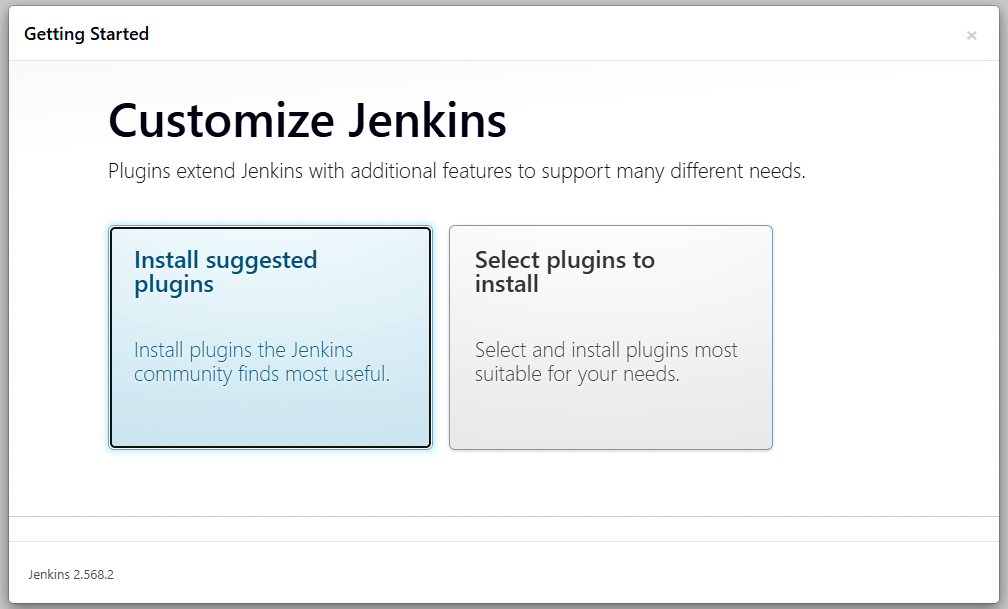 Getting Started
×
Customize Jenkins
Plugins extend Jenkins with additional features to support many different needs.
Install suggested
plugins
Install plugins the Jenkins
community finds most useful.
Select plugins to
install
Select and install plugins most
suitable for your needs.
Jenkins 2.568.2